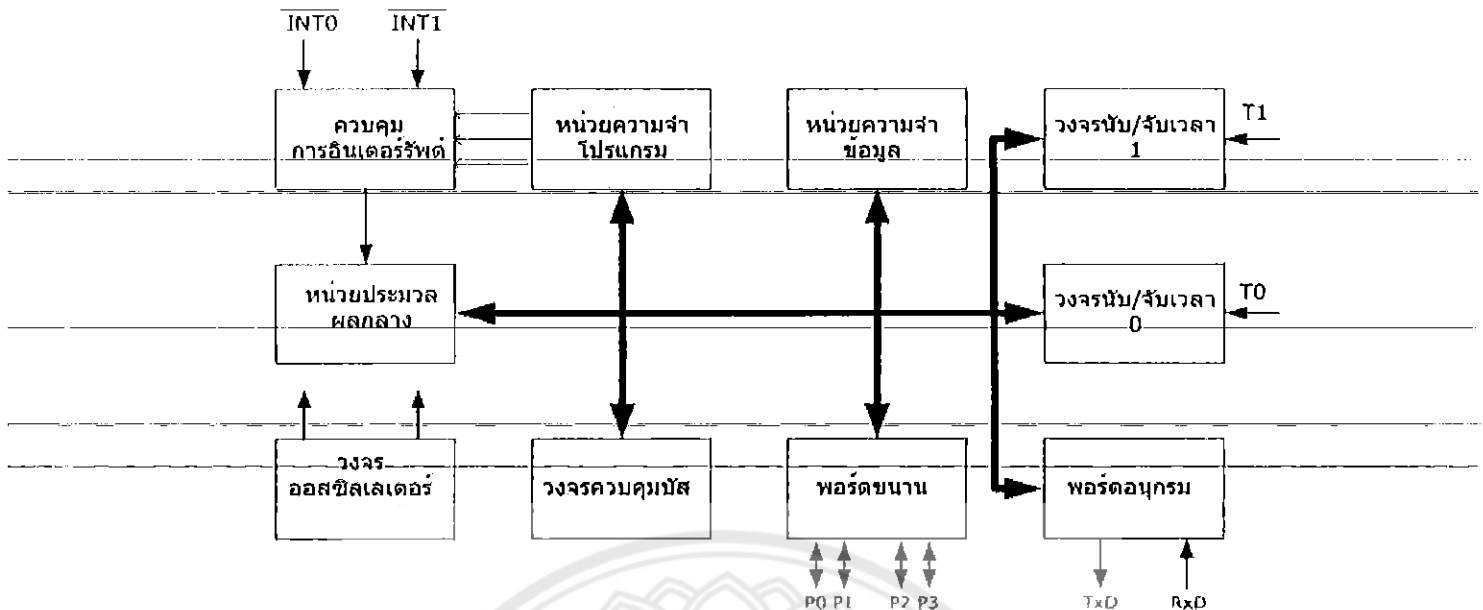 INT0 INT1
ควบคุม
การอินเตอร์รัพต์
หน่วยความจำ
โปรแกรม
หน่วยความจำ
ข้อมูล
วงจรนับ/จับเวลา
1
T1
หน่วยประมวล
ผลกลาง
วงจรนับ/จับเวลา
0
T0
วงจร
ออสซิลเลเตอร์
วงจรควบคุมบัส
พอร์ตขนาน
พอร์ตอนุกรม
P0 P1 P2 P3
TxD RxD